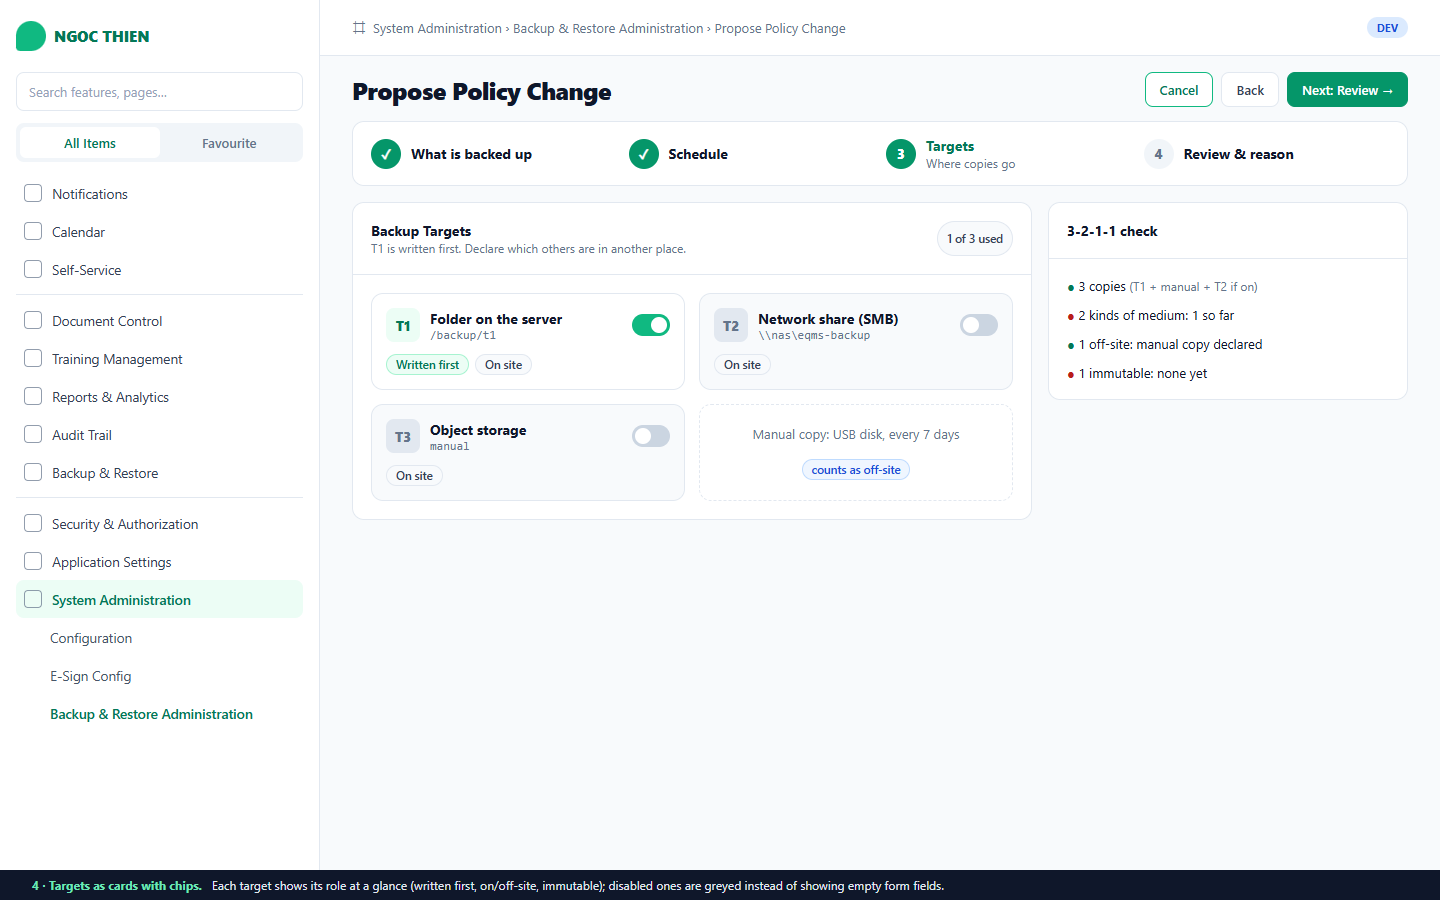 NGOC THIEN
Search features, pages...
All Items
Favourite
Notifications
Calendar
Self-Service
Document Control
Training Management
Reports & Analytics
Audit Trail
Backup & Restore
Security & Authorization
Application Settings
System Administration
Configuration
E-Sign Config
Backup & Restore Administration
System Administration › Backup & Restore Administration › Propose Policy Change
DEV
Propose Policy Change
Cancel
Back
Next: Review →
✓ What is backed up
✓ Schedule
3 Targets
Where copies go
4 Review & reason
Backup Targets
T1 is written first. Declare which others are in another place.
1 of 3 used
T1 Folder on the server
/backup/t1
Written first
On site
T2 Network share (SMB)
\\nas\eqms-backup
On site
T3 Object storage
manual
On site
Manual copy: USB disk, every 7 days
counts as off-site
3-2-1-1 check
● 3 copies (T1 + manual + T2 if on)
● 2 kinds of medium: 1 so far
● 1 off-site: manual copy declared
● 1 immutable: none yet
4 · Targets as cards with chips. Each target shows its role at a glance (written first, on/off-site, immutable); disabled ones are greyed instead of showing empty form fields.